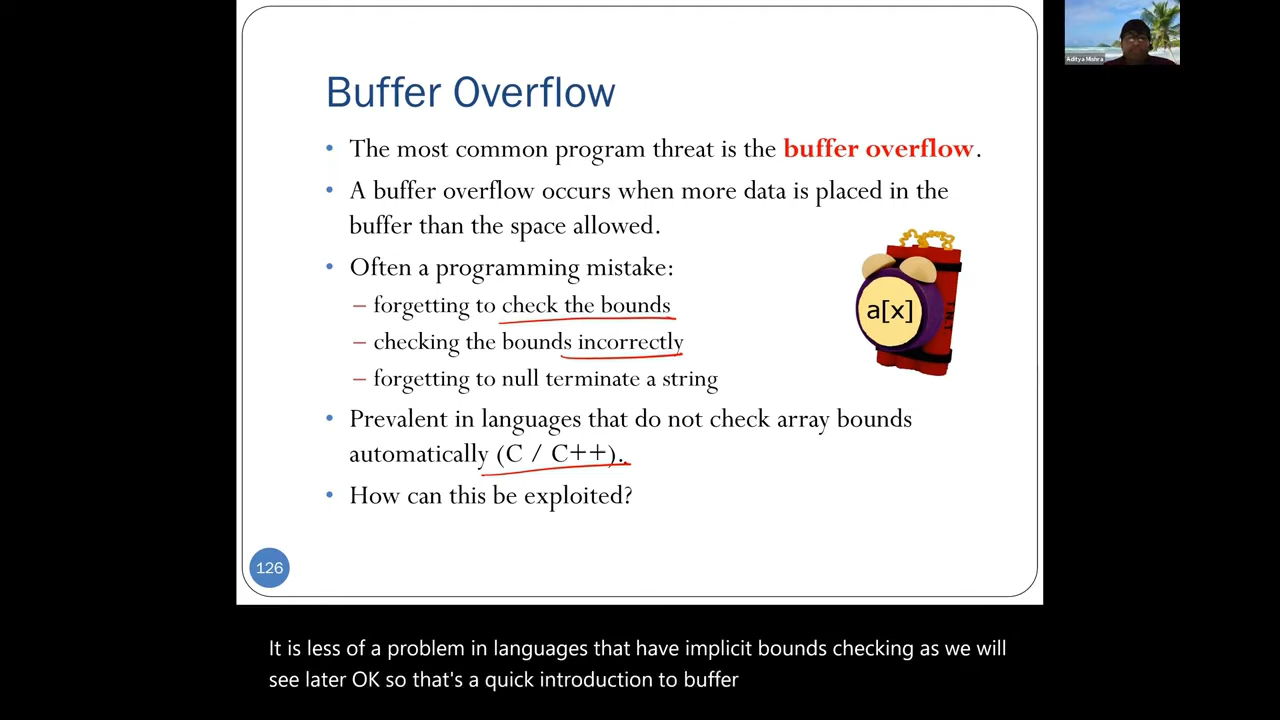 Aditya Mishra
Buffer Overflow
• The most common program threat is the buffer overflow.
• A buffer overflow occurs when more data is placed in the
buffer than the space allowed.
• Often a programming mistake:
– forgetting to check the bounds
– checking the bounds incorrectly
– forgetting to null terminate a string
a[x]
• Prevalent in languages that do not check array bounds
automatically (C / C++).
• How can this be exploited?
126
It is less of a problem in languages that have implicit bounds checking as we will
see later OK so that's a quick introduction to buffer